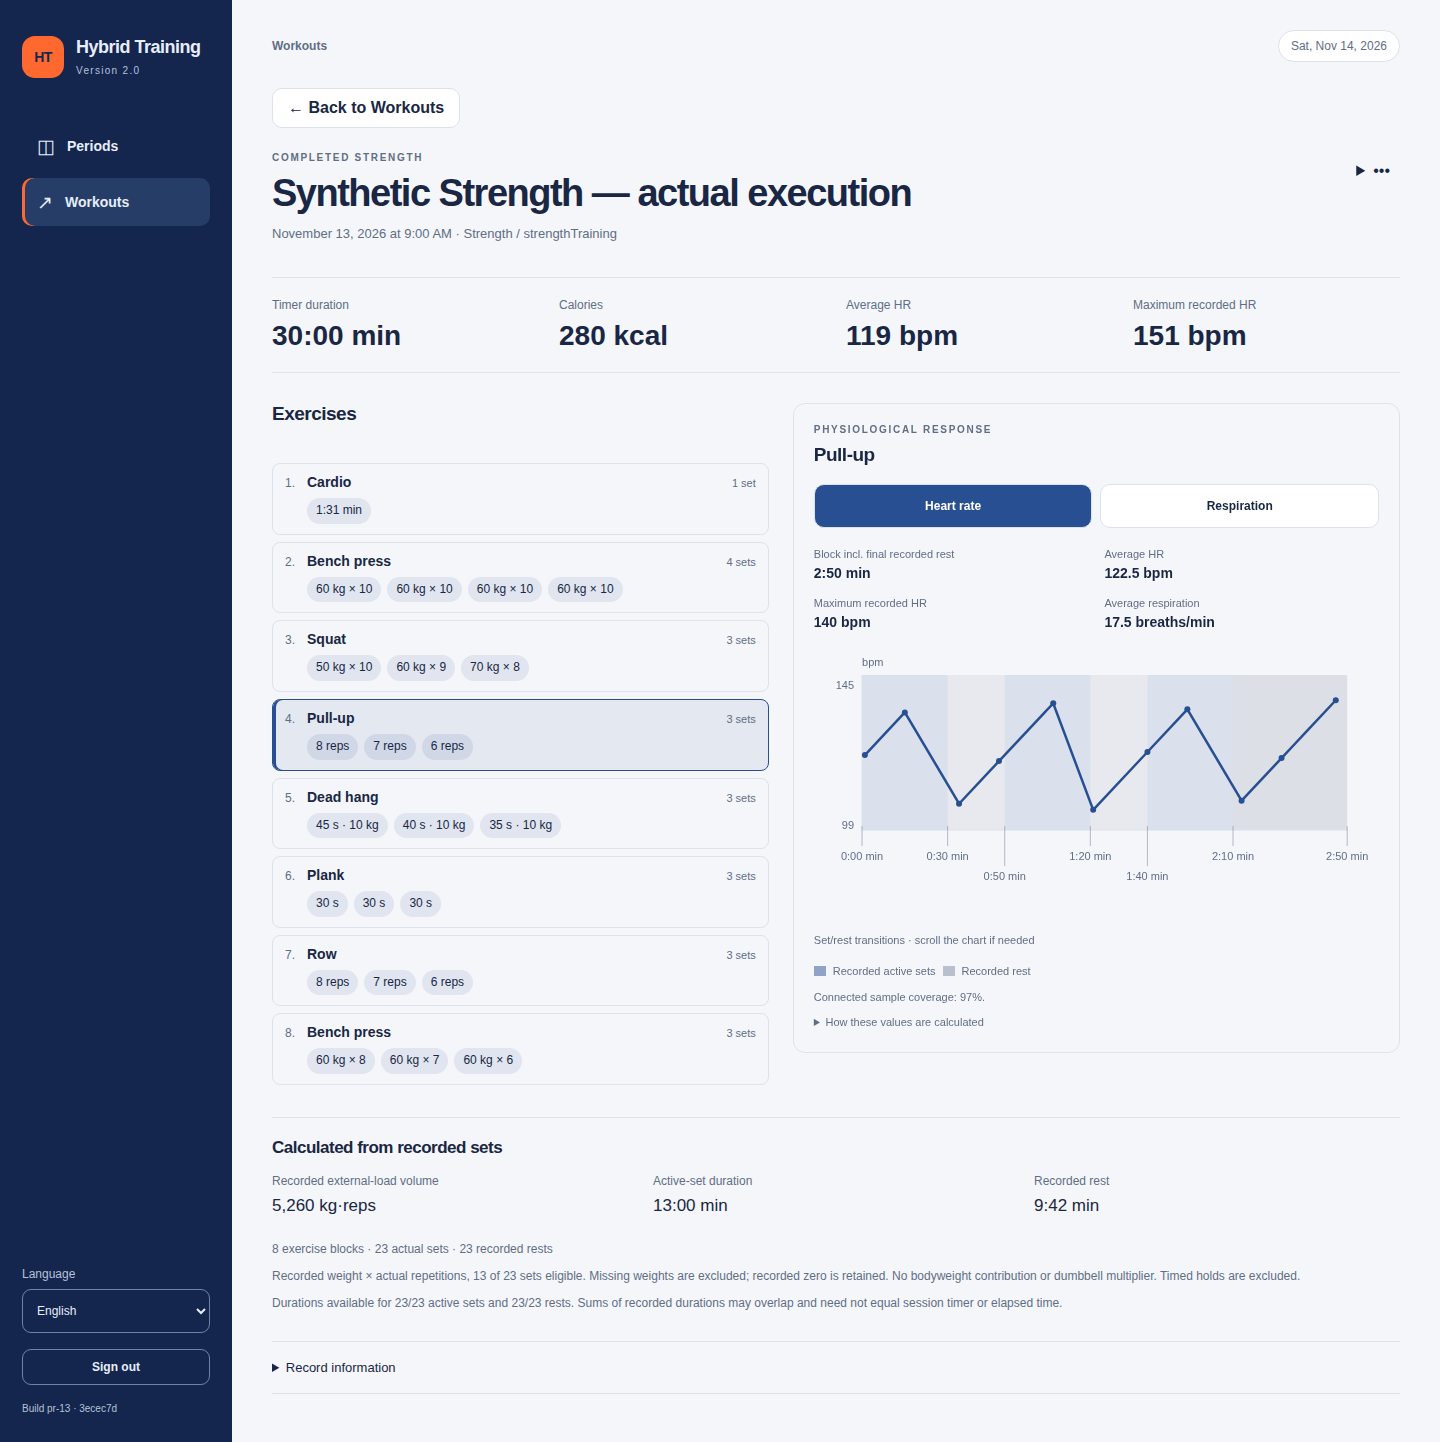 HT
Hybrid Training
Version 2.0
Periods
Workouts
Language
English
Sign out
Build pr-13 · 3ecec7d
Workouts
Sat, Nov 14, 2026
← Back to Workouts
COMPLETED STRENGTH
•••
Synthetic Strength — actual execution
November 13, 2026 at 9:00 AM · Strength / strengthTraining
Timer duration
30:00 min
Calories
280 kcal
Average HR
119 bpm
Maximum recorded HR
151 bpm
Exercises
1. Cardio 1 set
1:31 min
2. Bench press 4 sets
60 kg × 10 60 kg × 10 60 kg × 10 60 kg × 10
3. Squat 3 sets
50 kg × 10 60 kg × 9 70 kg × 8
4. Pull-up 3 sets
8 reps 7 reps 6 reps
5. Dead hang 3 sets
45 s · 10 kg 40 s · 10 kg 35 s · 10 kg
6. Plank 3 sets
30 s 30 s 30 s
7. Row 3 sets
8 reps 7 reps 6 reps
8. Bench press 3 sets
60 kg × 8 60 kg × 7 60 kg × 6
PHYSIOLOGICAL RESPONSE
Pull-up
Heart rate Respiration
Block incl. final recorded rest
2:50 min
Average HR
122.5 bpm
Maximum recorded HR
140 bpm
Average respiration
17.5 breaths/min
bpm
145
99
0:00 min 0:30 min 1:20 min 2:10 min 2:50 min
0:50 min 1:40 min
Set/rest transitions · scroll the chart if needed
Recorded active sets Recorded rest
Connected sample coverage: 97%.
How these values are calculated
Calculated from recorded sets
Recorded external-load volume
5,260 kg·reps
Active-set duration
13:00 min
Recorded rest
9:42 min
8 exercise blocks · 23 actual sets · 23 recorded rests
Recorded weight × actual repetitions, 13 of 23 sets eligible. Missing weights are excluded; recorded zero is retained. No bodyweight contribution or dumbbell multiplier. Timed holds are excluded.
Durations available for 23/23 active sets and 23/23 rests. Sums of recorded durations may overlap and need not equal session timer or elapsed time.
Record information